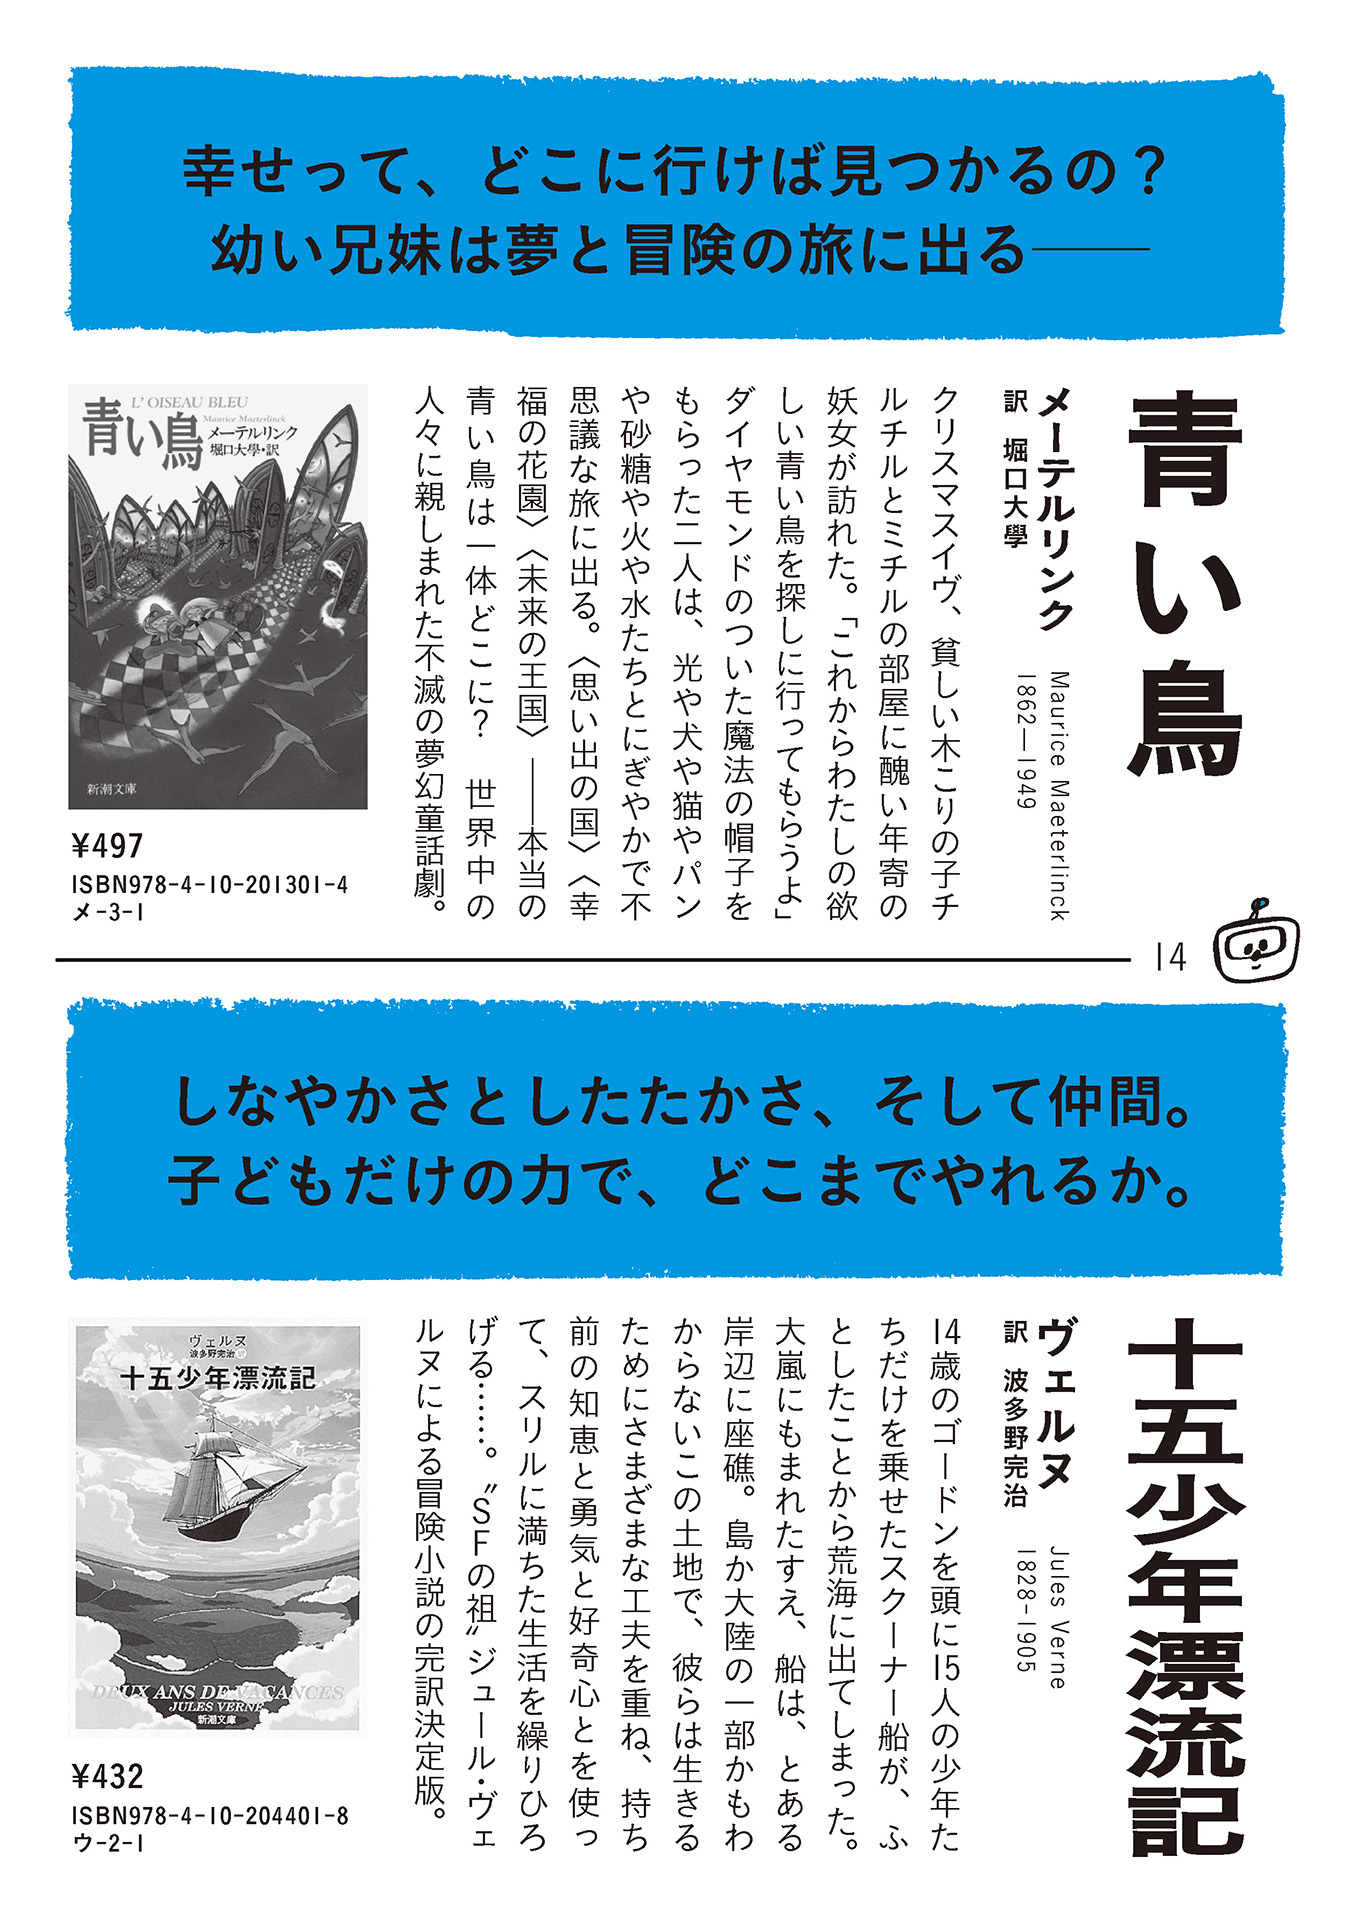 幸せって、どこに行けば見つかるの？
幼い兄妹は夢と冒険の旅に出る――
青い鳥
メーテルリンク
Maurice Maeterlinck
訳 堀口大學
1862―1949
クリスマスイヴ、貧しい木こりの子チ
ルチルとミチルの部屋に醜い年寄の
妖女が訪れた。「これからわたしの欲
しい青い鳥を探しに行ってもらうよ」
ダイヤモンドのついた魔法の帽子を
もらった二人は、光や犬や猫やパン
や砂糖や火や水たちとにぎやかで不
思議な旅に出る。〈思い出の国〉〈幸
福の花園〉〈未来の王国〉――本当の
青い鳥は一体どこに？ 世界中の
人々に親しまれた不滅の夢幻童話劇。
L' OISEAU BLEU
Maurice Maeterlinck
青い鳥
メーテルリンク
堀口大學・訳
新潮文庫
¥497
ISBN978-4-10-201301-4
メ-3-1
14
しなやかさとしたたかさ、そして仲間。
子どもだけの力で、どこまでやれるか。
十五少年漂流記
ヴェルヌ
Jules Verne
訳 波多野完治
1828-1905
14歳のゴードンを頭に15人の少年た
ちだけを乗せたスクーナー船が、ふ
としたことから荒海に出てしまった。
大嵐にもまれたすえ、船は、とある
岸辺に座礁。島か大陸の一部かもわ
からないこの土地で、彼らは生きる
ためにさまざまな工夫を重ね、持ち
前の知恵と勇気と好奇心とを使っ
て、スリルに満ちた生活を繰りひろ
げる……。〝SFの祖〟ジュール・ヴェ
ルヌによる冒険小説の完訳決定版。
ヴェルヌ
波多野完治 訳
十五少年漂流記
DEUX ANS DE VACANCES
JULES VERNE
新潮文庫
¥432
ISBN978-4-10-204401-8
ウ-2-1